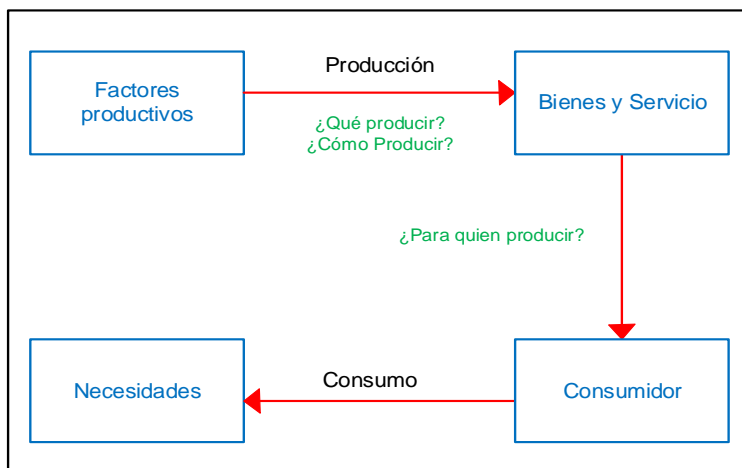 Factores
productivos
Producción
¿Qué producir?
¿Cómo Producir?
Bienes y Servicio
¿Para quien producir?
Necesidades
Consumo
Consumidor